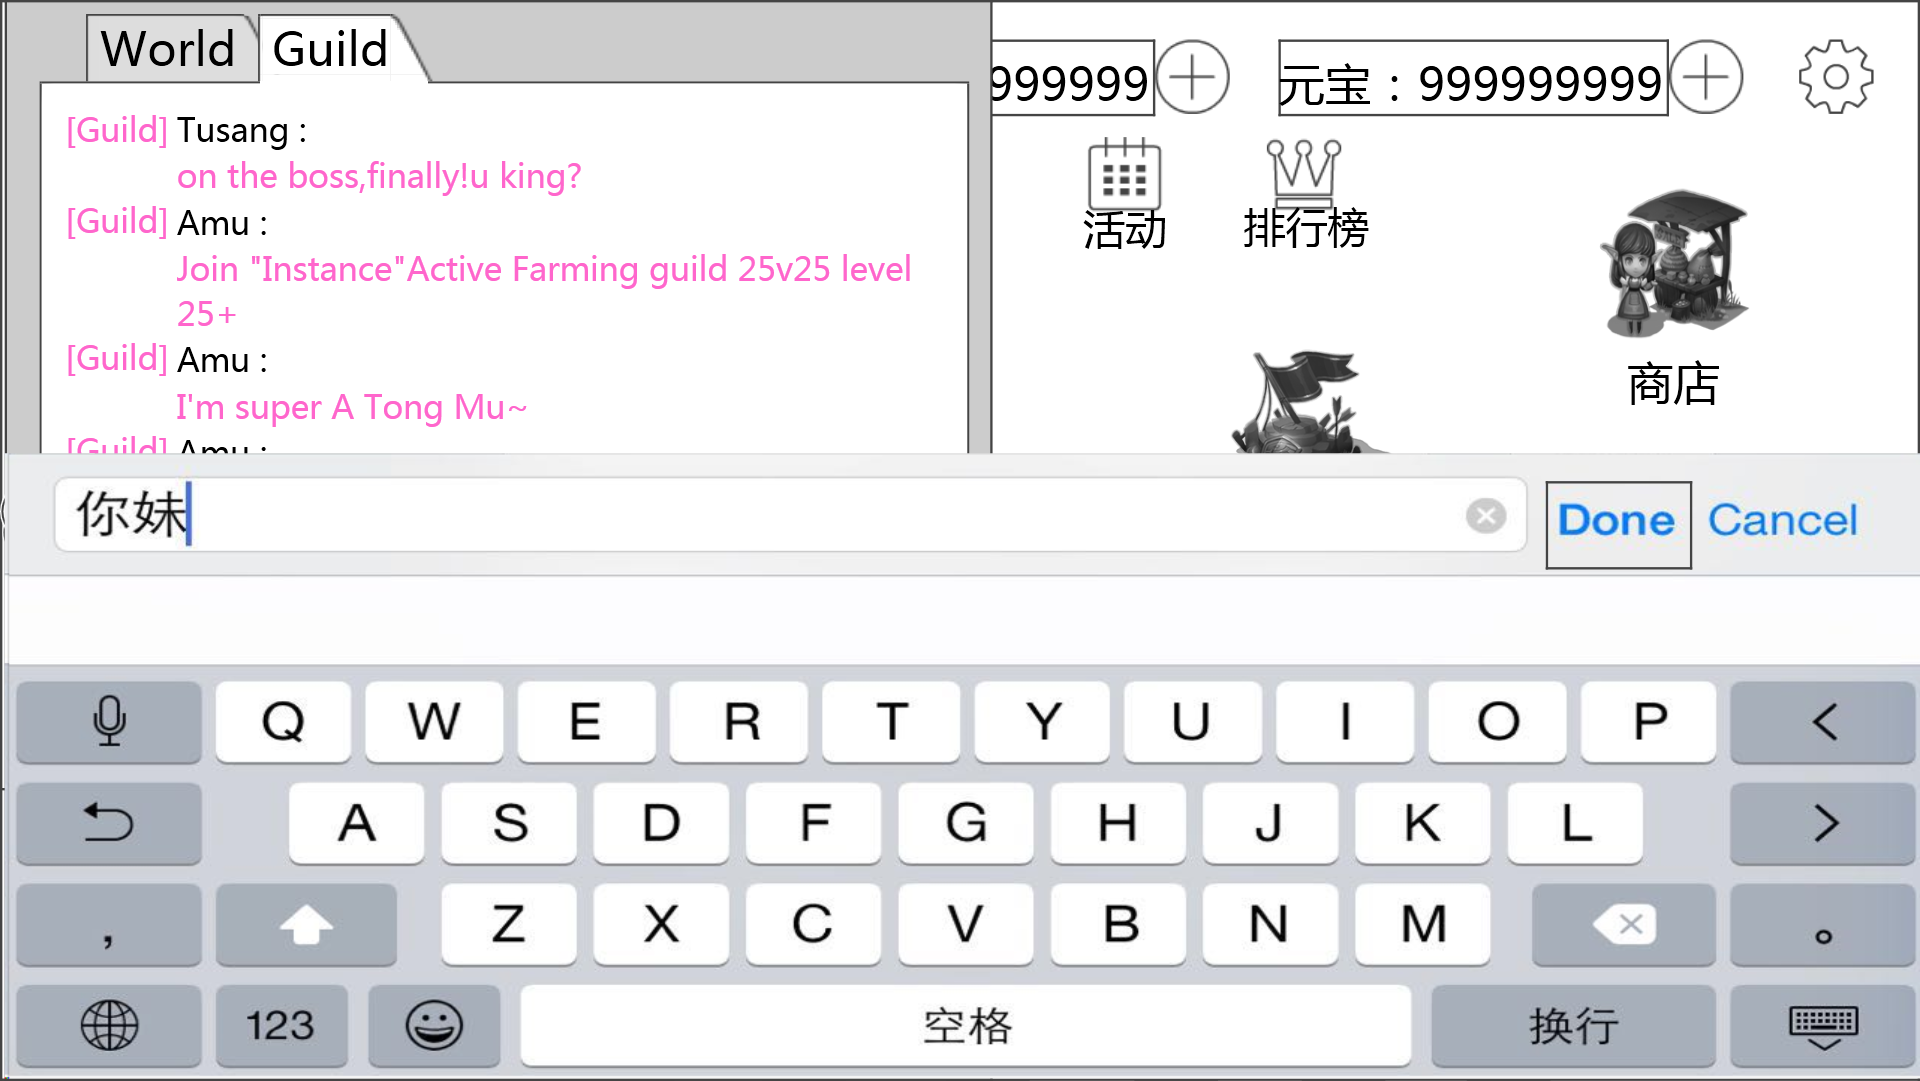 World Guild
999999
元宝：999999999
[Guild] Tusang :
on the boss,finally!u king?
[Guild] Amu :
Join "Instance"Active Farming guild 25v25 level
25+
[Guild] Amu :
I'm super A Tong Mu~
[Guild] Amu :
活动
排行榜
商店
你妹
Done Cancel
Q W E R T Y U I O P <
A S D F G H J K L >
, Z X C V B N M 。
123 空格 换行